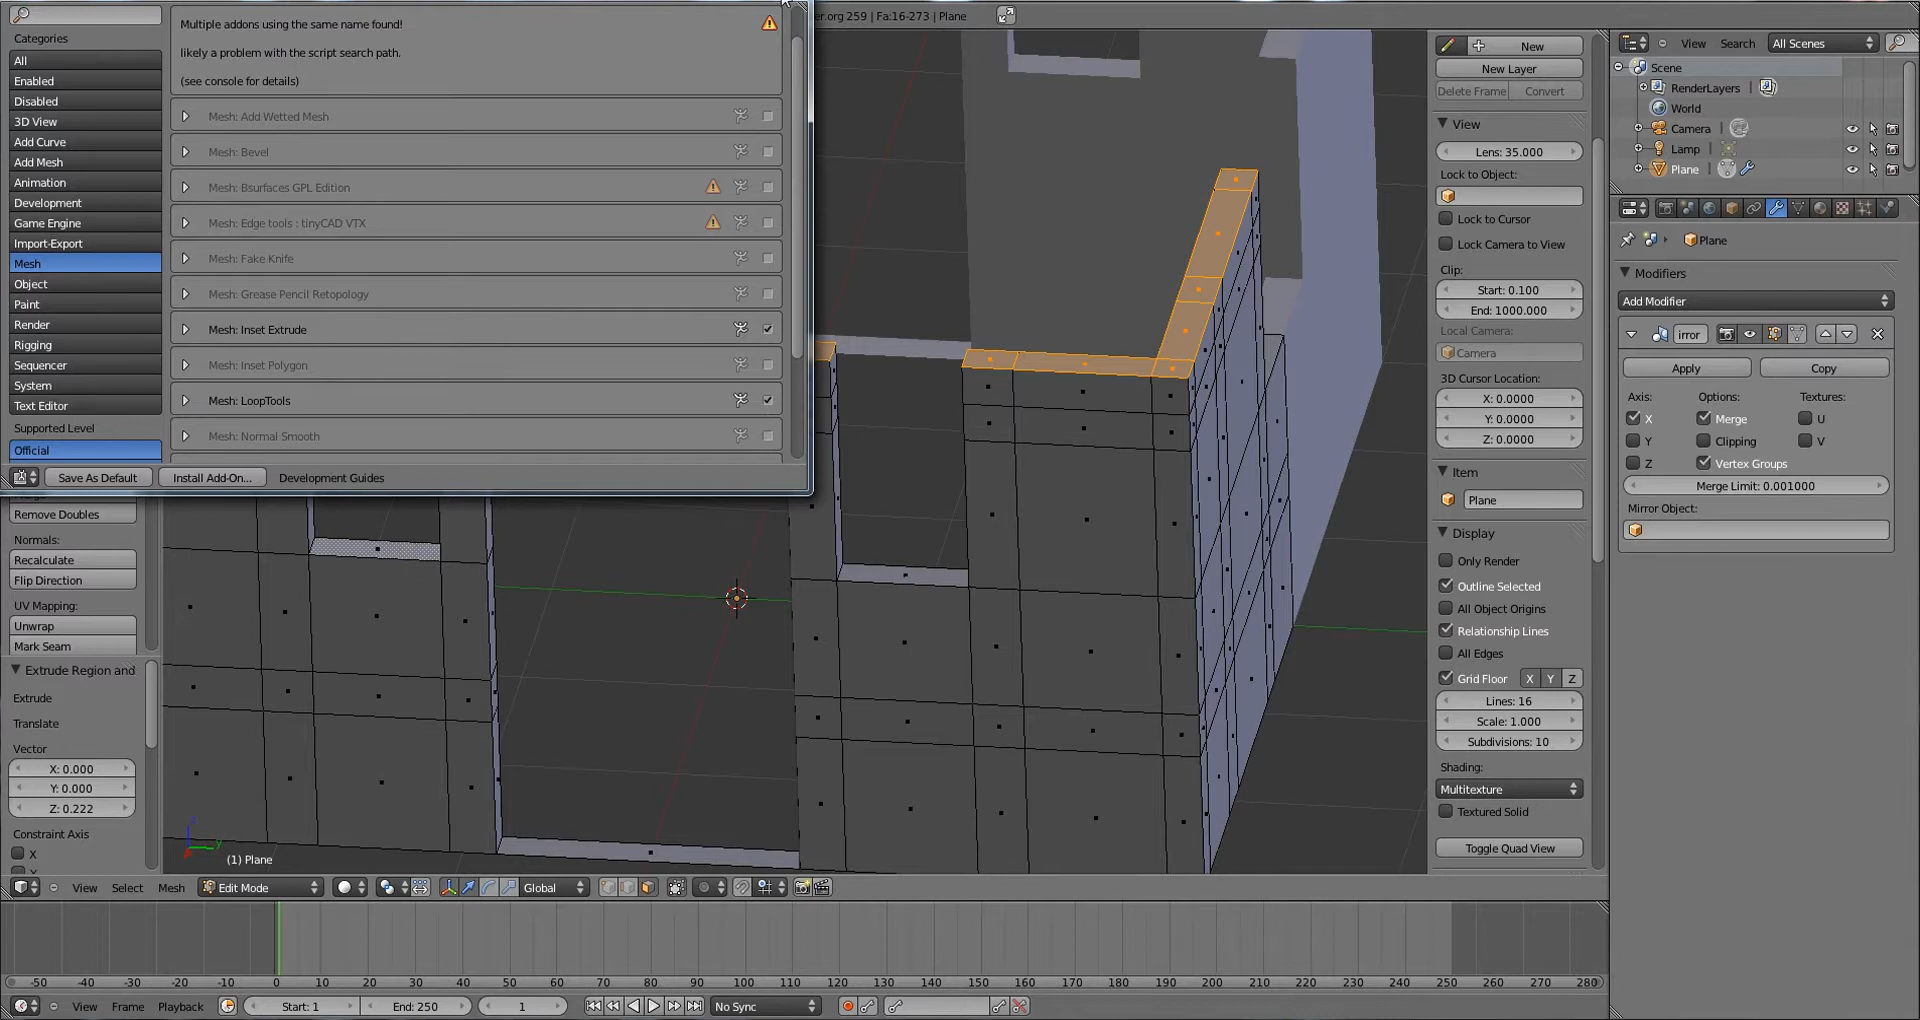 Multiple addons using the same name found!
likely a problem with the script search path.
(see console for details)
Categories
All
Enabled
Disabled
3D View
Add Curve
Add Mesh
Animation
Development
Game Engine
Import-Export
Mesh
Object
Paint
Render
Rigging
Sequencer
System
Text Editor
Supported Level
Official
Mesh: Add Wetted Mesh
Mesh: Bevel
Mesh: Bsurfaces GPL Edition
Mesh: Edge tools : tinyCAD VTX
Mesh: Fake Knife
Mesh: Grease Pencil Retopology
Mesh: Inset Extrude
Mesh: Inset Polygon
Mesh: LoopTools
Mesh: Normal Smooth
Save As Default
Install Add-On...
Development Guides
er.org 259 | Fa:16-273 | Plane
Remove Doubles
Normals:
Recalculate
Flip Direction
UV Mapping:
Unwrap
Mark Seam
Extrude Region and
Extrude
Translate
Vector
X: 0.000
Y: 0.000
Z: 0.222
Constraint Axis
X
(1) Plane
View
Select
Mesh
Edit Mode
Global
New
New Layer
Delete Frame
Convert
View
Lens: 35.000
Lock to Object:
Lock to Cursor
Lock Camera to View
Clip:
Start: 0.100
End: 1000.000
Local Camera:
Camera
3D Cursor Location:
X: 0.0000
Y: 0.0000
Z: 0.0000
Item
Plane
Display
Only Render
Outline Selected
All Object Origins
Relationship Lines
All Edges
Grid Floor X Y Z
Lines: 16
Scale: 1.000
Subdivisions: 10
Shading:
Multitexture
Textured Solid
Toggle Quad View
View Search All Scenes
Scene
RenderLayers
World
Camera
Lamp
Plane
Plane
Modifiers
Add Modifier
irror
Apply
Copy
Axis: Options: Textures:
X Merge U
Y Clipping V
Z Vertex Groups
Merge Limit: 0.001000
Mirror Object:
-50 -40 -30 -20 -10 0 10 20 30 40 50 60 70 80 90 100 110 120 130 140 150 160 170 180 190 200 210 220 230 240 250 260 270 280
View Frame Playback Start: 1 End: 250 1 No Sync